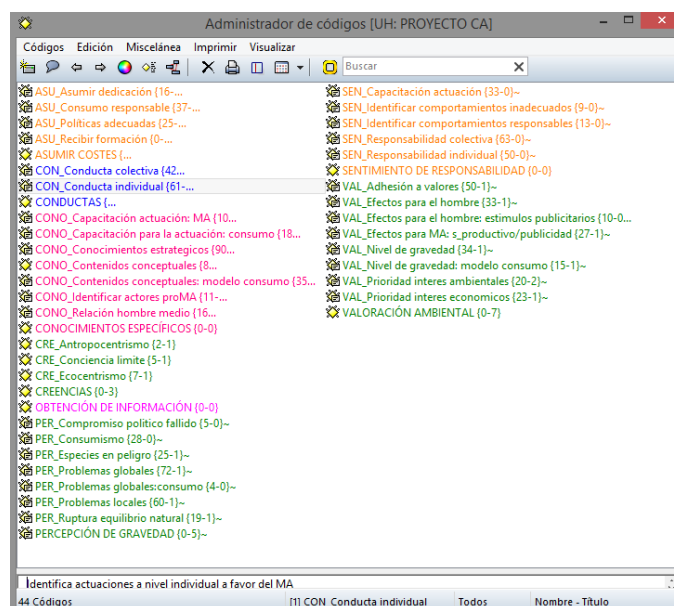 Administrador de códigos [UH: PROYECTO CA]
Códigos Edición Miscelánea Imprimir Visualizar
Buscar
ASU_Asumir dedicación {16-...
ASU_Consumo responsable {37-...
ASU_Políticas adecuadas {25-...
ASU_Recibir formación {0-...
ASUMIR COSTES {...
CON_Conducta colectiva {42...
CON_Conducta individual {61-...
CONDUCTAS {...
CONO_Capacitación actuación: MA {10...
CONO_Capacitación para la actuación: consumo {18...
CONO_Conocimientos estrategicos {90...
CONO_Contenidos conceptuales {8...
CONO_Contenidos conceptuales: modelo consumo {35...
CONO_Identificar actores proMA {11-...
CONO_Relación hombre medio {16...
CONOCIMIENTOS ESPECÍFICOS {0-0}
CRE_Antropocentrismo {2-1}
CRE_Conciencia limite {5-1}
CRE_Ecocentrismo {7-1}
CREENCIAS {0-3}
OBTENCIÓN DE INFORMACIÓN {0-0}
PER_Compromiso politico fallido {5-0}~
PER_Consumismo {28-0}~
PER_Especies en peligro {25-1}~
PER_Problemas globales {72-1}~
PER_Problemas globales:consumo {4-0}~
PER_Problemas locales {60-1}~
PER_Ruptura equilibrio natural {19-1}~
PERCEPCIÓN DE GRAVEDAD {0-5}~
SEN_Capacitación actuación {33-0}~
SEN_Identificar comportamientos inadecuados {9-0}~
SEN_Identificar comportamientos responsables {13-0}~
SEN_Responsabilidad colectiva {63-0}~
SEN_Responsabilidad individual {50-0}~
SENTIMIENTO DE RESPONSABILIDAD {0-0}
VAL_Adhesión a valores {50-1}~
VAL_Efectos para el hombre {33-1}~
VAL_Efectos para el hombre: estimulos publicitarios {10-0...
VAL_Efectos para MA: s_productivo/publicidad {27-1}~
VAL_Nivel de gravedad {34-1}~
VAL_Nivel de gravedad: modelo consumo {15-1}~
VAL_Prioridad interes ambientales {20-2}~
VAL_Prioridad interes economicos {23-1}~
VALORACIÓN AMBIENTAL {0-7}
Identifica actuaciones a nivel individual a favor del MA
44 Códigos [1] CON_Conducta individual Todos Nombre - Título